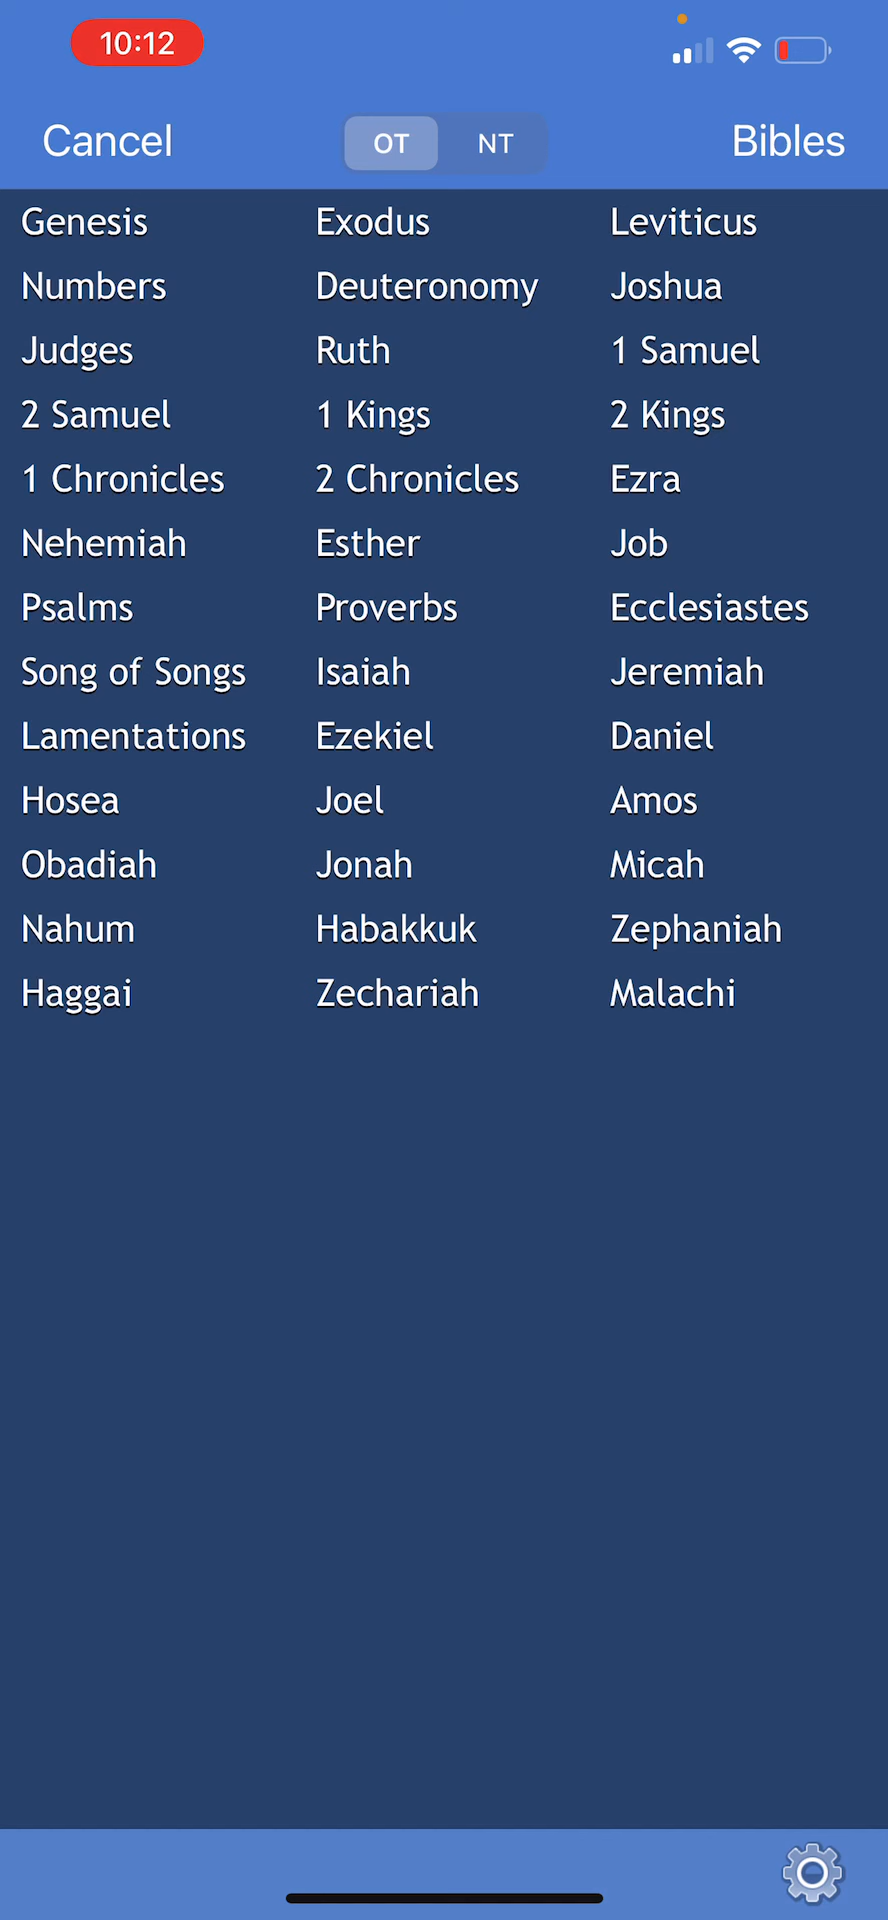 10:12
Cancel OT NT Bibles
Genesis Exodus Leviticus
Numbers Deuteronomy Joshua
Judges Ruth 1 Samuel
2 Samuel 1 Kings 2 Kings
1 Chronicles 2 Chronicles Ezra
Nehemiah Esther Job
Psalms Proverbs Ecclesiastes
Song of Songs Isaiah Jeremiah
Lamentations Ezekiel Daniel
Hosea Joel Amos
Obadiah Jonah Micah
Nahum Habakkuk Zephaniah
Haggai Zechariah Malachi